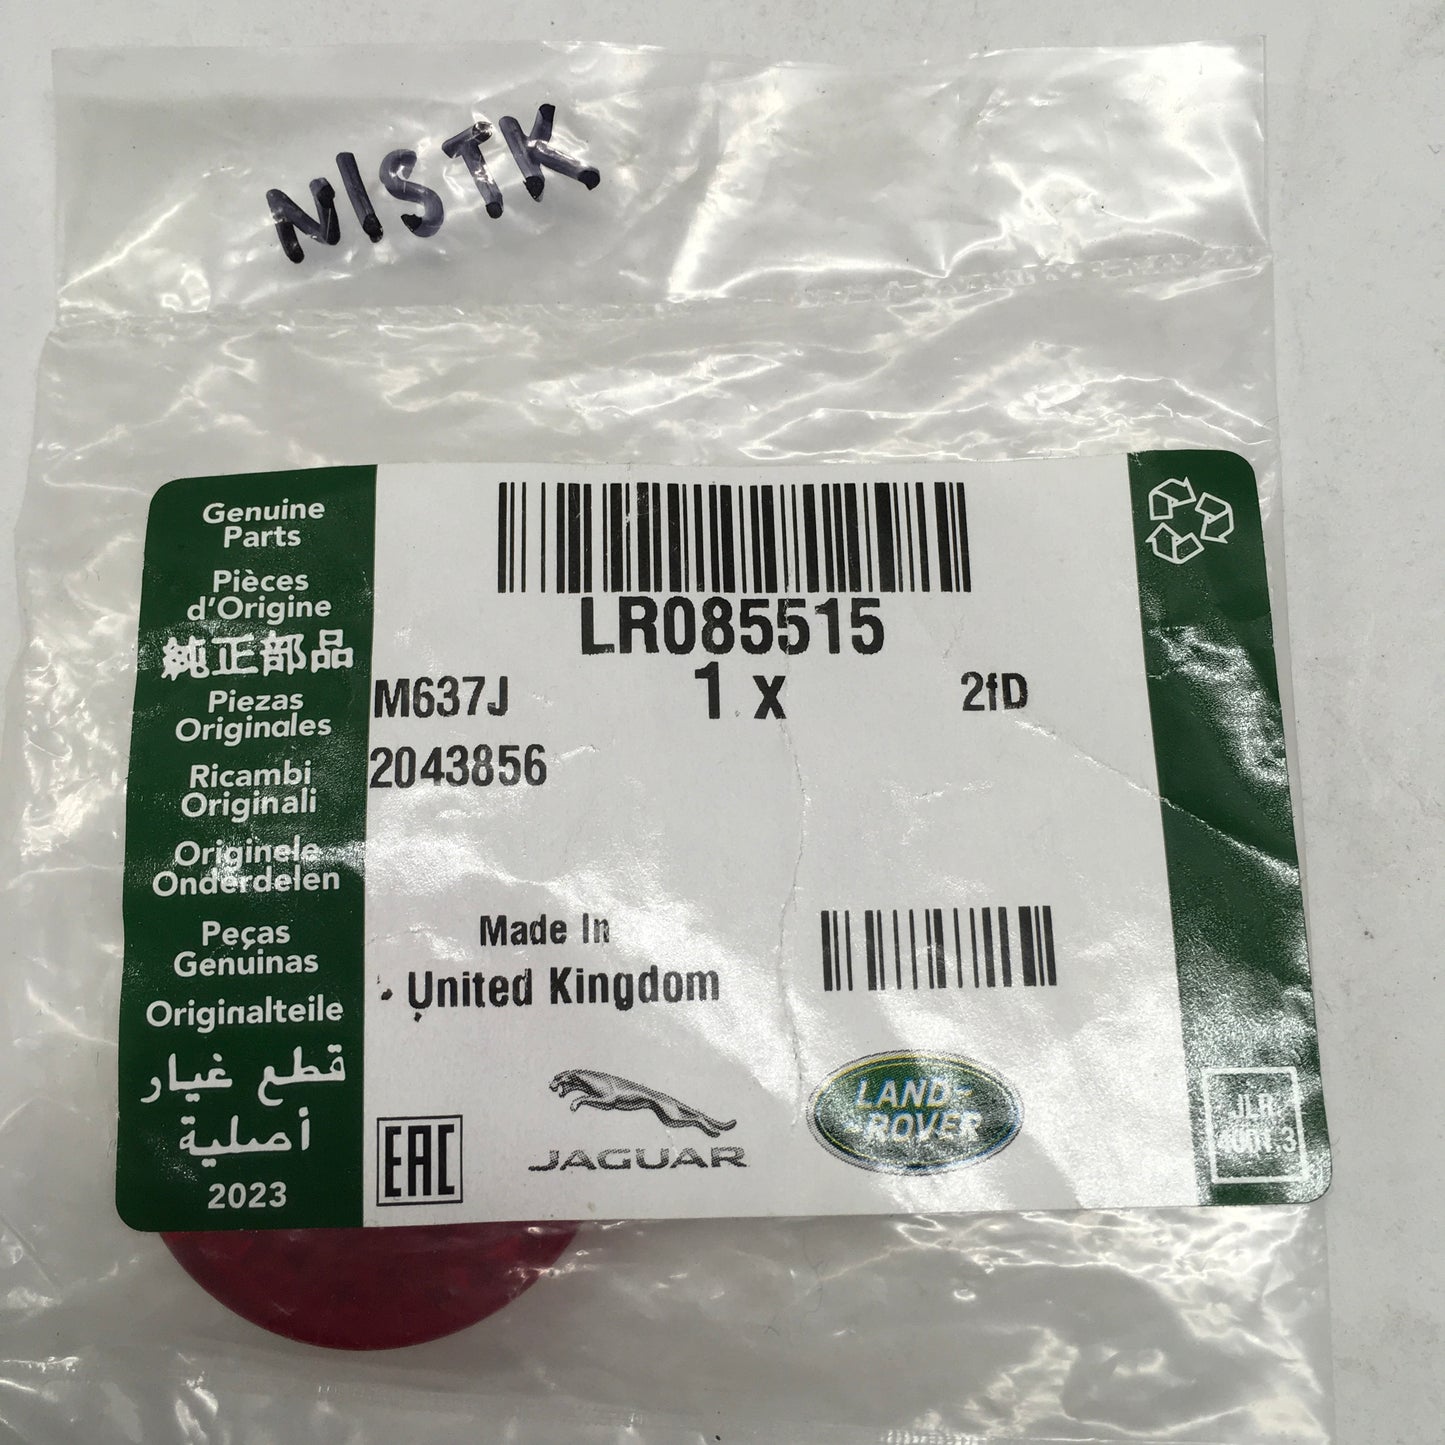 NISTK
Genuine
Parts
Pièces
d'Origine
純正部品
Piezas
Originales
Ricambi
Originali
Originele
Onderdelen
Peças
Genuinas
Originalteile
قطع غيار
أصلية
2023
LR085515
M637J 1 x 2fD
2043856
Made In
United Kingdom
EAC
JAGUAR
LAND-
-ROVER
JLR